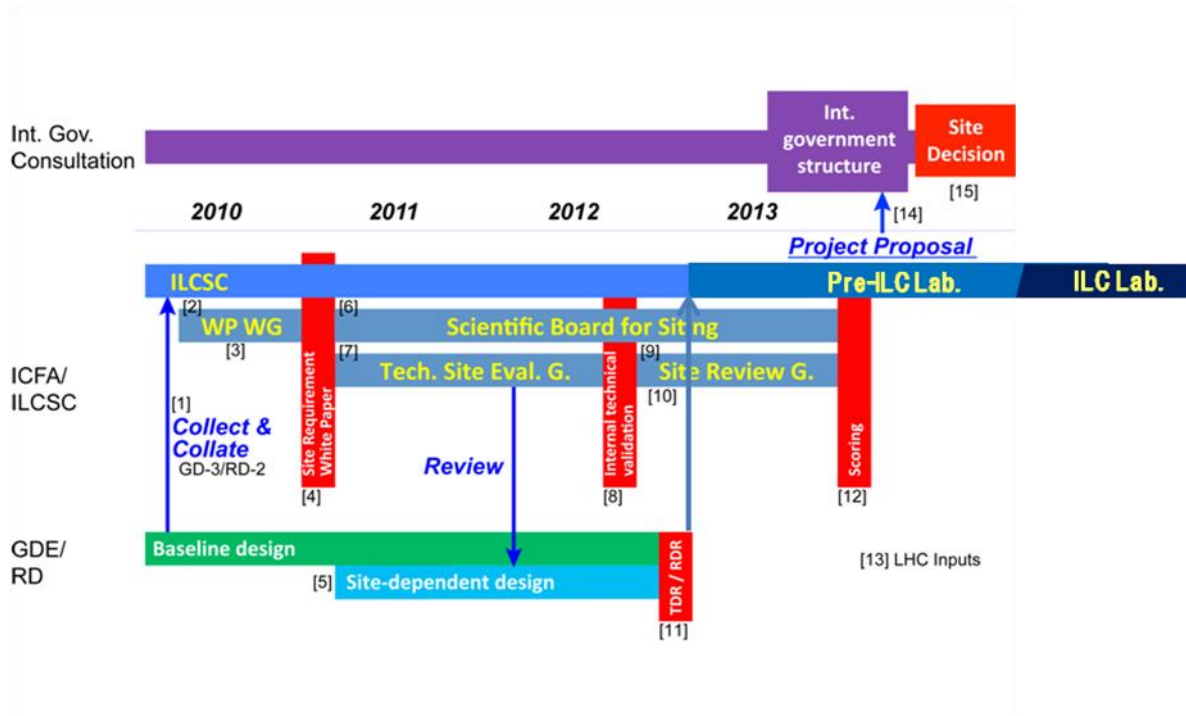 Int. Gov.
Consultation
Int.
government
structure
Site
Decision
[15]
2010
2011
2012
2013
[14]
Project Proposal
ILCSC
Pre-ILC Lab.
ILC Lab.
[2]
[6]
WP WG
Scientific Board for Siting
[3]
[7]
[9]
Tech. Site Eval. G.
Site Review G.
ICFA/
ILCSC
[1]
[10]
Collect &
Collate
GD-3/RD-2
Site Requirement
White Paper
Review
Internal technical
validation
Scoring
[4]
[8]
[12]
GDE/
RD
Baseline design
[5]
Site-dependent design
TDR / RDR
[13] LHC Inputs
[11]